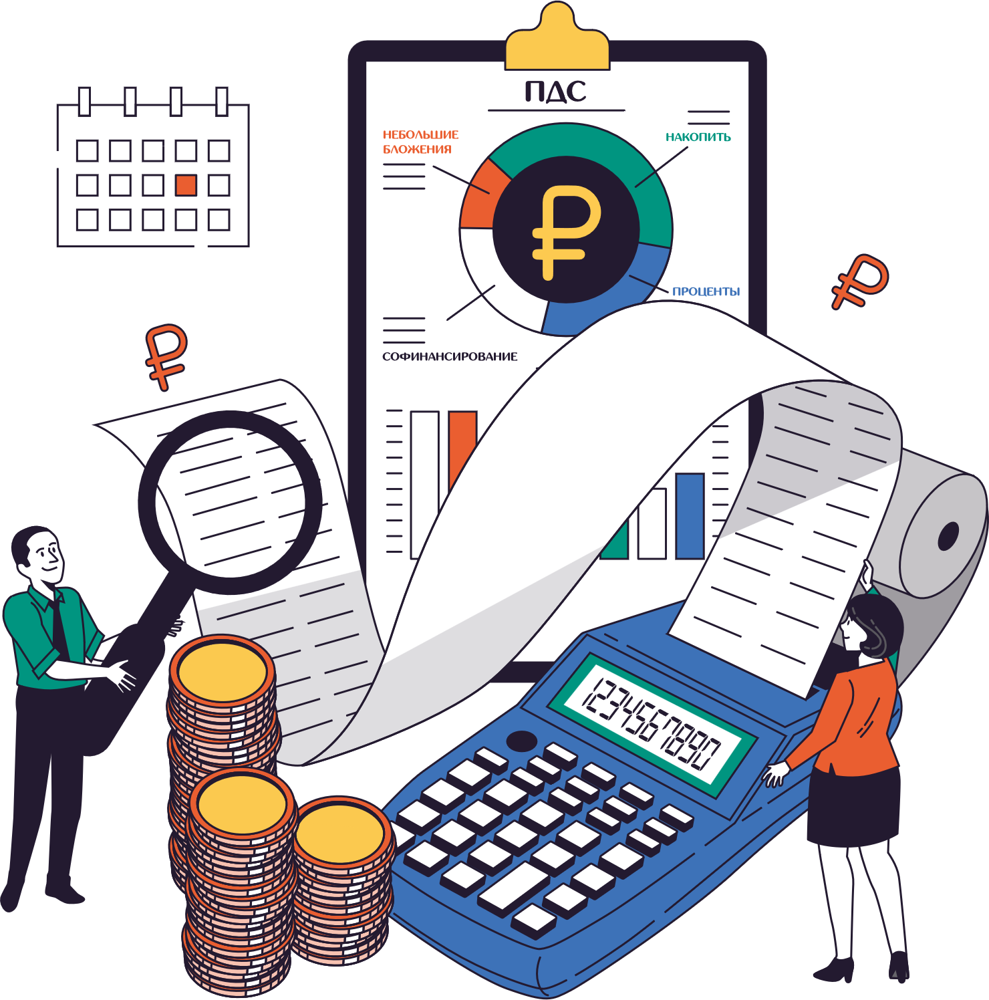 ПДС
НЕБОЛЬШИЕ
БЛОЖЕНИЯ
НАКОПИТЬ
₽
ПРОЦЕНТЫ
₽
₽
СОФИНАНСИРОВАНИЕ
1234567890